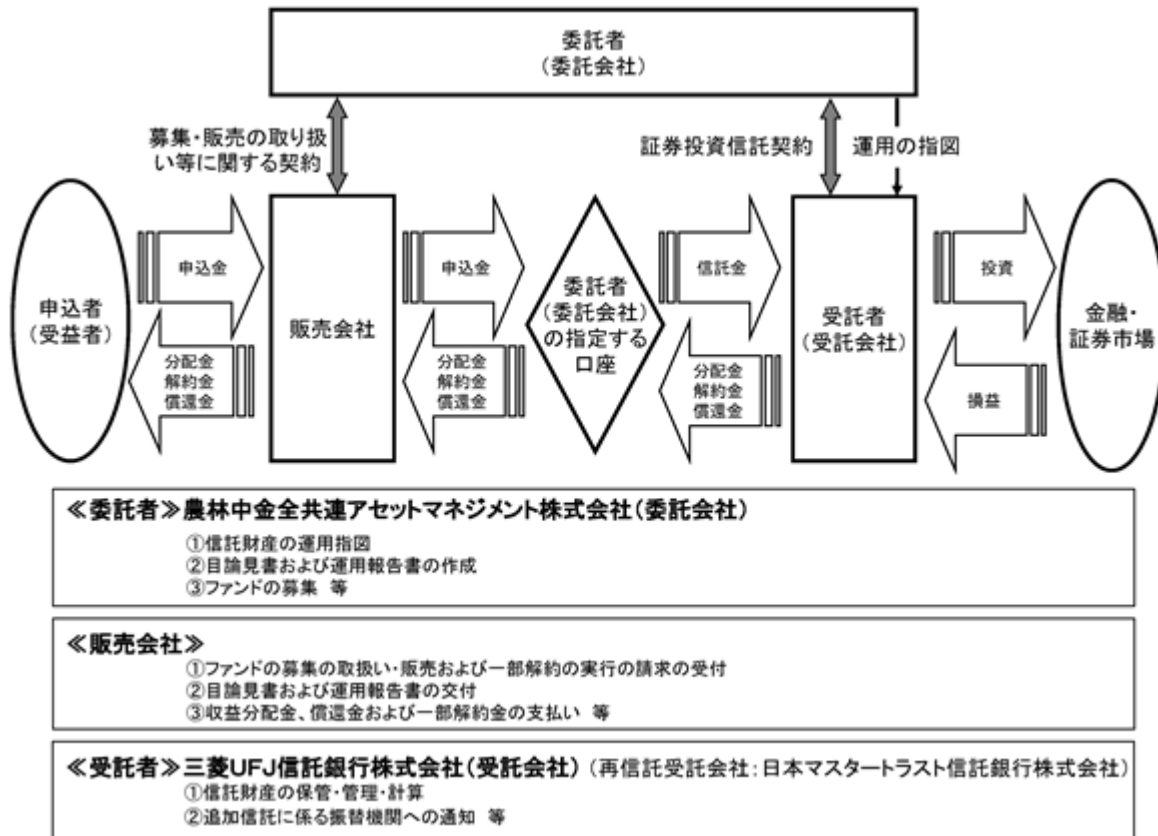 委託者
(委託会社)
募集・販売の取り扱
い等に関する契約
証券投資信託契約
運用の指図
申込者
(受益者)
申込金
分配金
解約金
償還金
販売会社
申込金
分配金
解約金
償還金
委託者
(委託会社)
の指定する
口座
信託金
分配金
解約金
償還金
受託者
(受託会社)
投資
損益
金融・
証券市場
≪委託者≫農林中金全共連アセットマネジメント株式会社(委託会社)
①信託財産の運用指図
②目論見書および運用報告書の作成
③ファンドの募集 等
≪販売会社≫
①ファンドの募集の取扱い・販売および一部解約の実行の請求の受付
②目論見書および運用報告書の交付
③収益分配金、償還金および一部解約金の支払い 等
≪受託者≫三菱UFJ信託銀行株式会社(受託会社) (再信託受託会社:日本マスタートラスト信託銀行株式会社)
①信託財産の保管・管理・計算
②追加信託に係る振替機関への通知 等